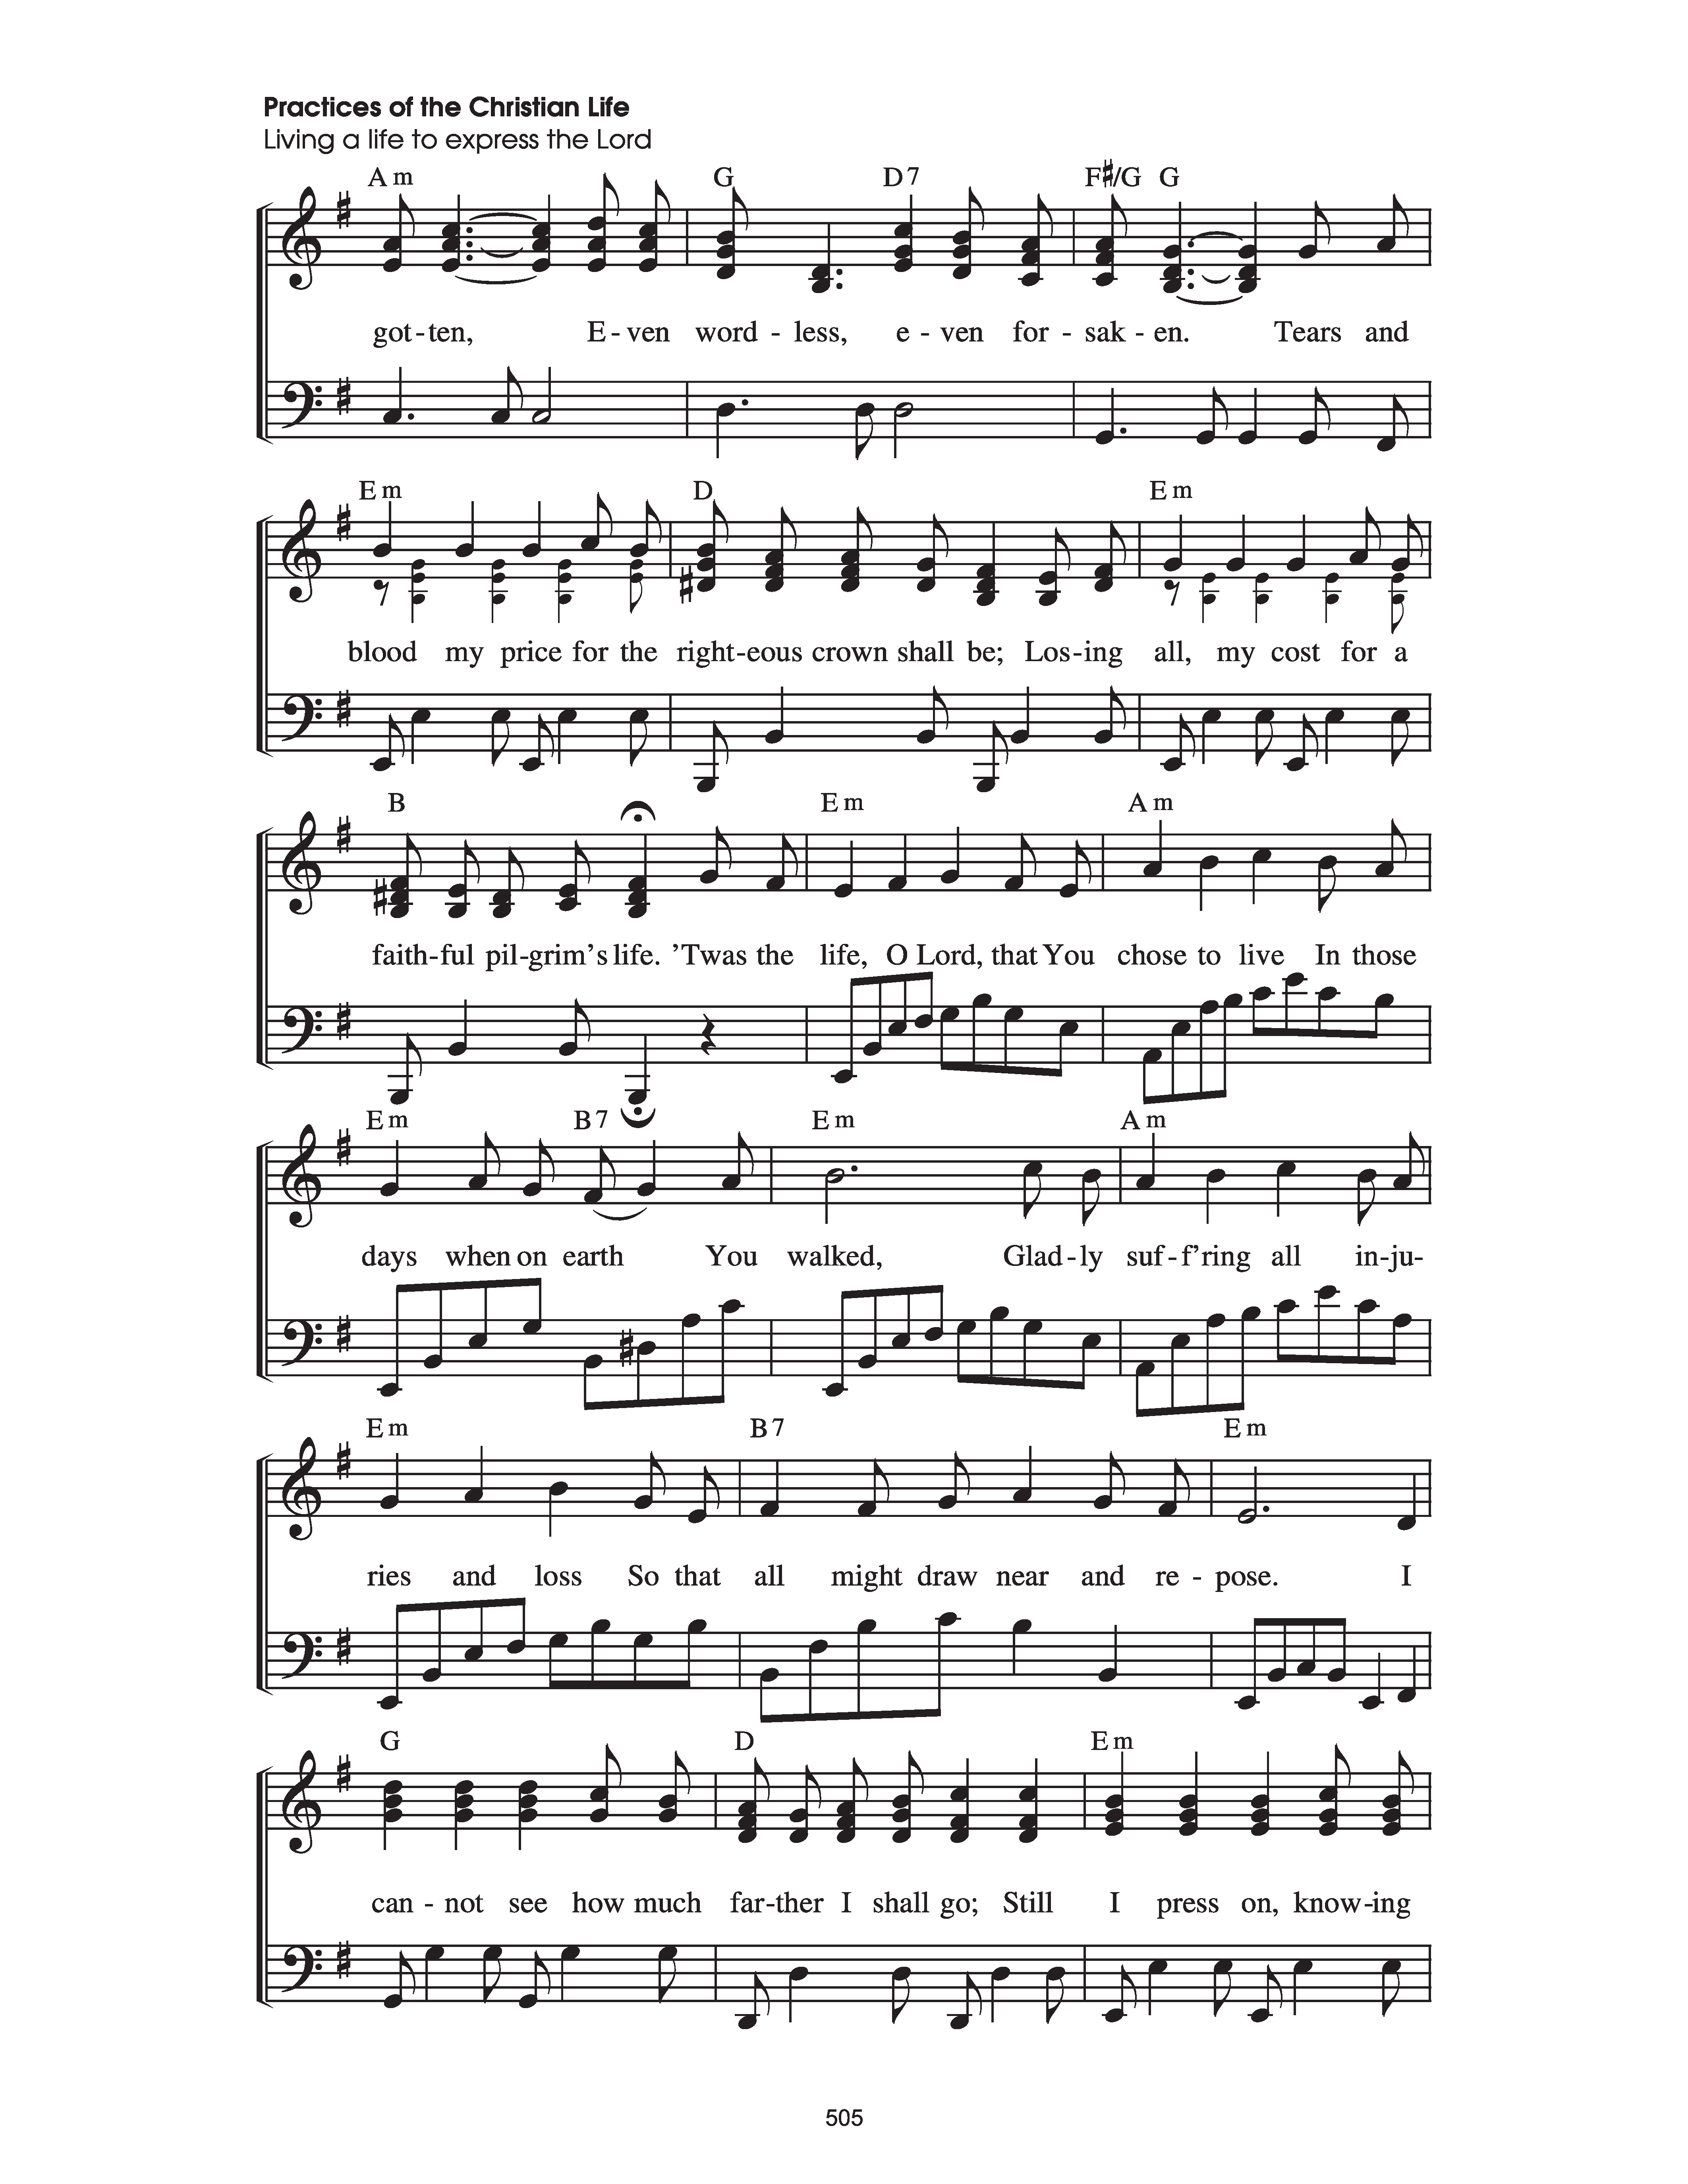 Practices of the Christian Life
Living a life to express the Lord
Am G D7 F♯/G G
got - ten, E - ven word - less, e - ven for - sak - en. Tears and
Em D Em
blood my price for the right-eous crown shall be; Los-ing all, my cost for a
B Em Am
faith-ful pil-grim's life. 'Twas the life, O Lord, that You chose to live In those
Em B7 Em Am
days when on earth You walked, Glad - ly suf - f'ring all in-ju-
Em B7 Em
ries and loss So that all might draw near and re - pose. I
G D Em
can - not see how much far-ther I shall go; Still I press on, know-ing
505